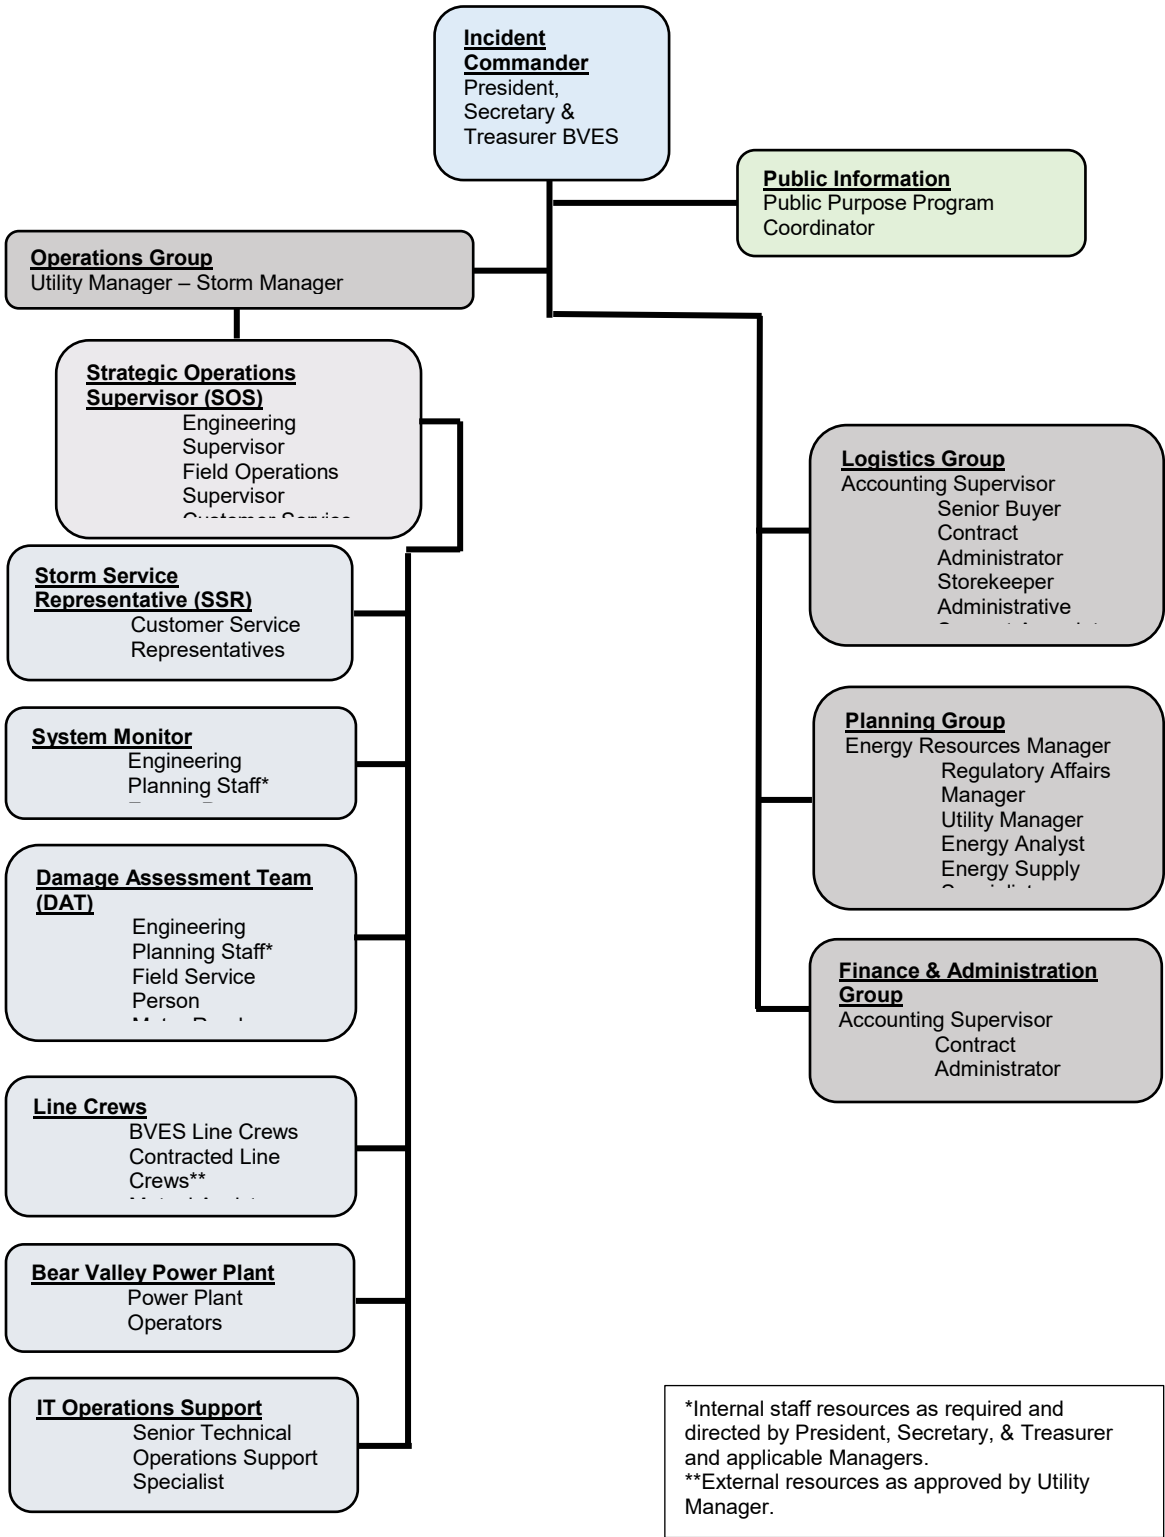 Incident
Commander
President,
Secretary &
Treasurer BVES
Public Information
Public Purpose Program
Coordinator
Operations Group
Utility Manager – Storm Manager
Strategic Operations
Supervisor (SOS)
Engineering
Supervisor
Field Operations
Supervisor
Customer Service
Storm Service
Representative (SSR)
Customer Service
Representatives
System Monitor
Engineering
Planning Staff*
Damage Assessment Team
(DAT)
Engineering
Planning Staff*
Field Service
Person
Line Crews
BVES Line Crews
Contracted Line
Crews**
Bear Valley Power Plant
Power Plant
Operators
IT Operations Support
Senior Technical
Operations Support
Specialist
Logistics Group
Accounting Supervisor
Senior Buyer
Contract
Administrator
Storekeeper
Administrative
Planning Group
Energy Resources Manager
Regulatory Affairs
Manager
Utility Manager
Energy Analyst
Energy Supply
Finance & Administration
Group
Accounting Supervisor
Contract
Administrator
*Internal staff resources as required and
directed by President, Secretary, & Treasurer
and applicable Managers.
**External resources as approved by Utility
Manager.